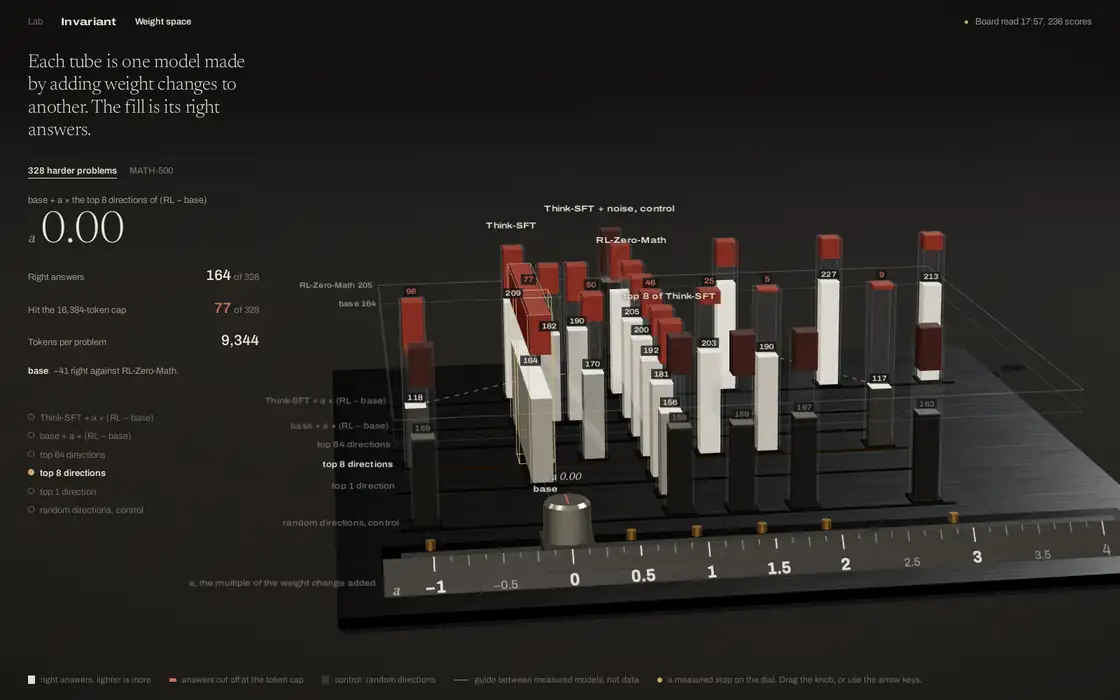 Lab Invariant Weight space
Board read 17:57, 236 scores
Each tube is one model made
by adding weight changes to
another. The fill is its right
answers.
328 harder problems MATH-500
base + a × the top 8 directions of (RL − base)
a 0.00
Right answers 164 of 328
Hit the 16,384-token cap 77 of 328
Tokens per problem 9,344
base. −41 right against RL-Zero-Math.
Think-SFT + a × (RL − base)
base + a × (RL − base)
top 64 directions
top 8 directions
top 1 direction
random directions, control
Think-SFT + noise, control
Think-SFT
RL-Zero-Math
RL-Zero-Math 205
base 164
top 8 of Think-SFT
96
77
50
46
25
5
9
209
227
213
182
190
205
200
192
203
190
164
170
181
117
118
156
158
169
167
163
159
Think-SFT + a × (RL − base)
base + a × (RL − base)
top 64 directions
top 8 directions
top 1 direction
random directions, control
a 0.00
base
a, the multiple of the weight change added
a −1 −0.5 0 0.5 1 1.5 2 2.5 3 3.5 4
right answers, lighter is more
answers cut off at the token cap
control: random directions
guide between measured models, not data
a measured stop on the dial. Drag the knob, or use the arrow keys.